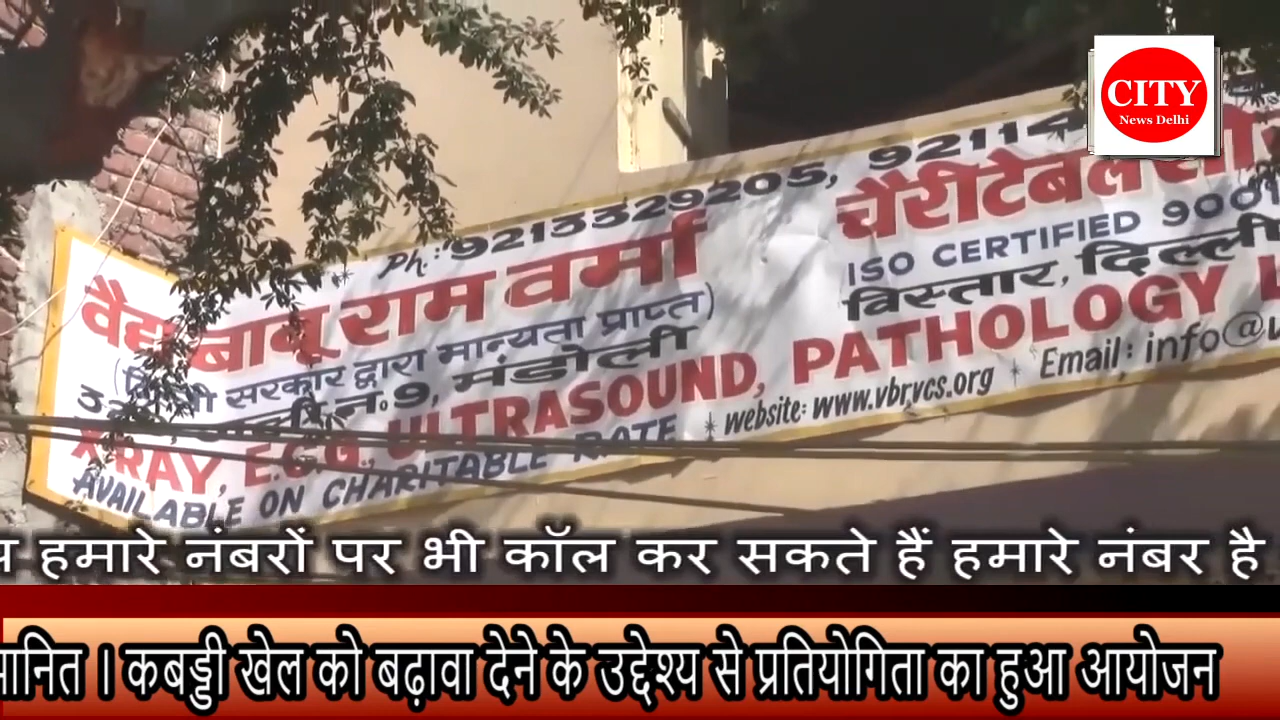 CITY
News Delhi
Ph.: 9213329205, 92114
वैद्य बाबू राम वर्मा चैरीटेबल
सरकार द्वारा मान्यता प्राप्त) ISO CERTIFIED 9001
नं.9, मंडोली विस्तार, दिल्ली
X-RAY, E.C.G., ULTRASOUND, PATHOLOGY
AVAILABLE ON CHARITABLE RATE * website: www.vbrvcs.org * Email: info@
हमारे नंबरों पर भी कॉल कर सकते हैं हमारे नंबर है
मानित । कबड्डी खेल को बढ़ावा देने के उद्देश्य से प्रतियोगिता का हुआ आयोजन